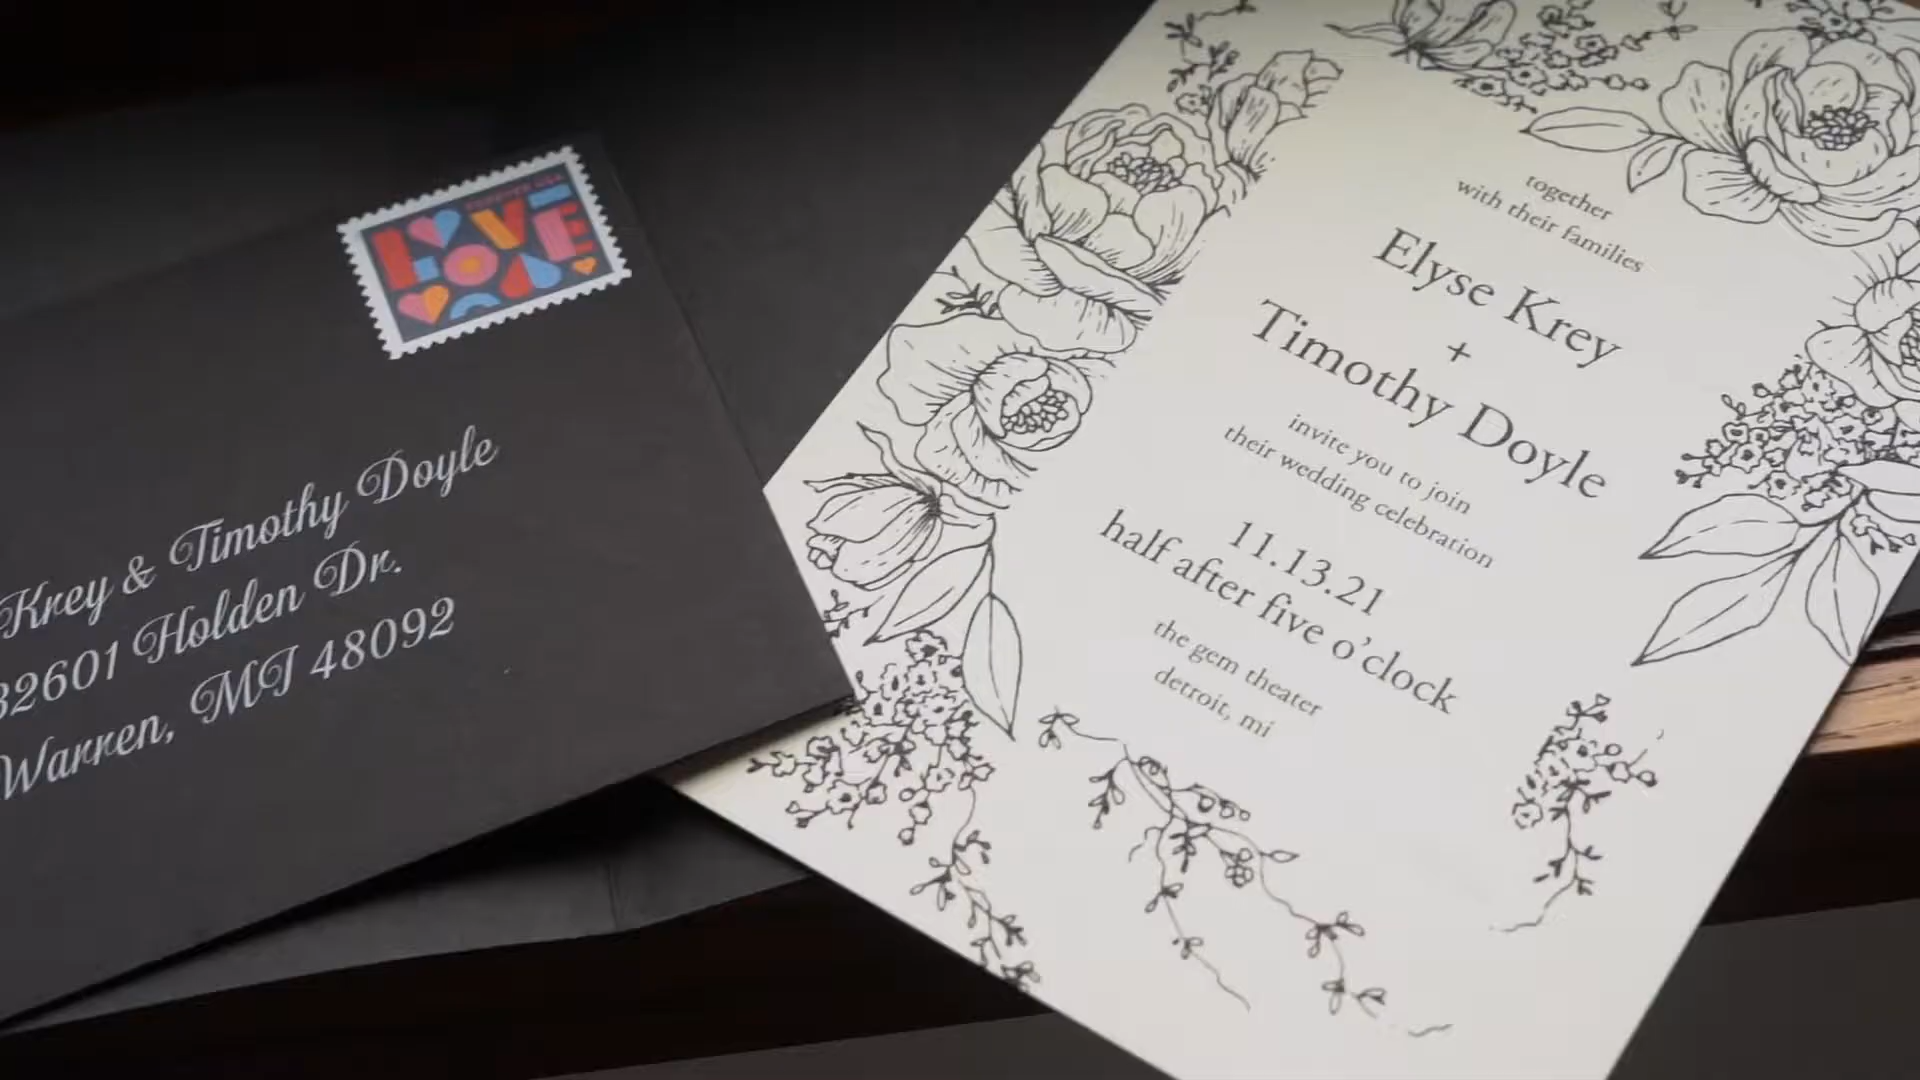 LOVE
Krey & Timothy Doyle
32601 Holden Dr.
Warren, MI 48092
together
with their families
Elyse Krey
+
Timothy Doyle
invite you to join
their wedding celebration
11.13.21
half after five o'clock
the gem theater
detroit, mi